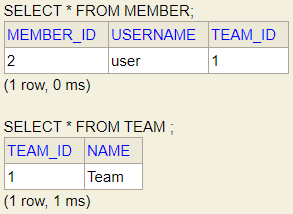 SELECT * FROM MEMBER;
MEMBER_ID USERNAME TEAM_ID
2 user 1
(1 row, 0 ms)
SELECT * FROM TEAM ;
TEAM_ID NAME
1 Team
(1 row, 1 ms)